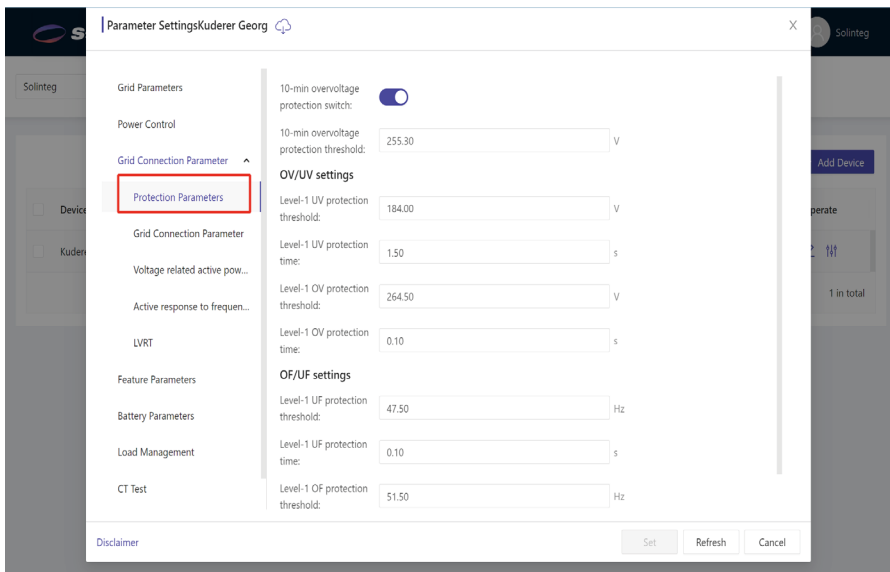 S
Parameter SettingsKuderer Georg
X
Solinteg
Solinteg
Grid Parameters
Power Control
Grid Connection Parameter
Protection Parameters
Grid Connection Parameter
Voltage related active pow...
Active response to frequen...
LVRT
Feature Parameters
Battery Parameters
Load Management
CT Test
10-min overvoltage
protection switch:
10-min overvoltage
protection threshold:
255.30 V
OV/UV settings
Level-1 UV protection
threshold:
184.00 V
Level-1 UV protection
time:
1.50 s
Level-1 OV protection
threshold:
264.50 V
Level-1 OV protection
time:
0.10 s
OF/UF settings
Level-1 UF protection
threshold:
47.50 Hz
Level-1 UF protection
time:
0.10 s
Level-1 OF protection
threshold:
51.50 Hz
Add Device
Device
perate
Kudere
1 in total
Disclaimer
Set Refresh Cancel